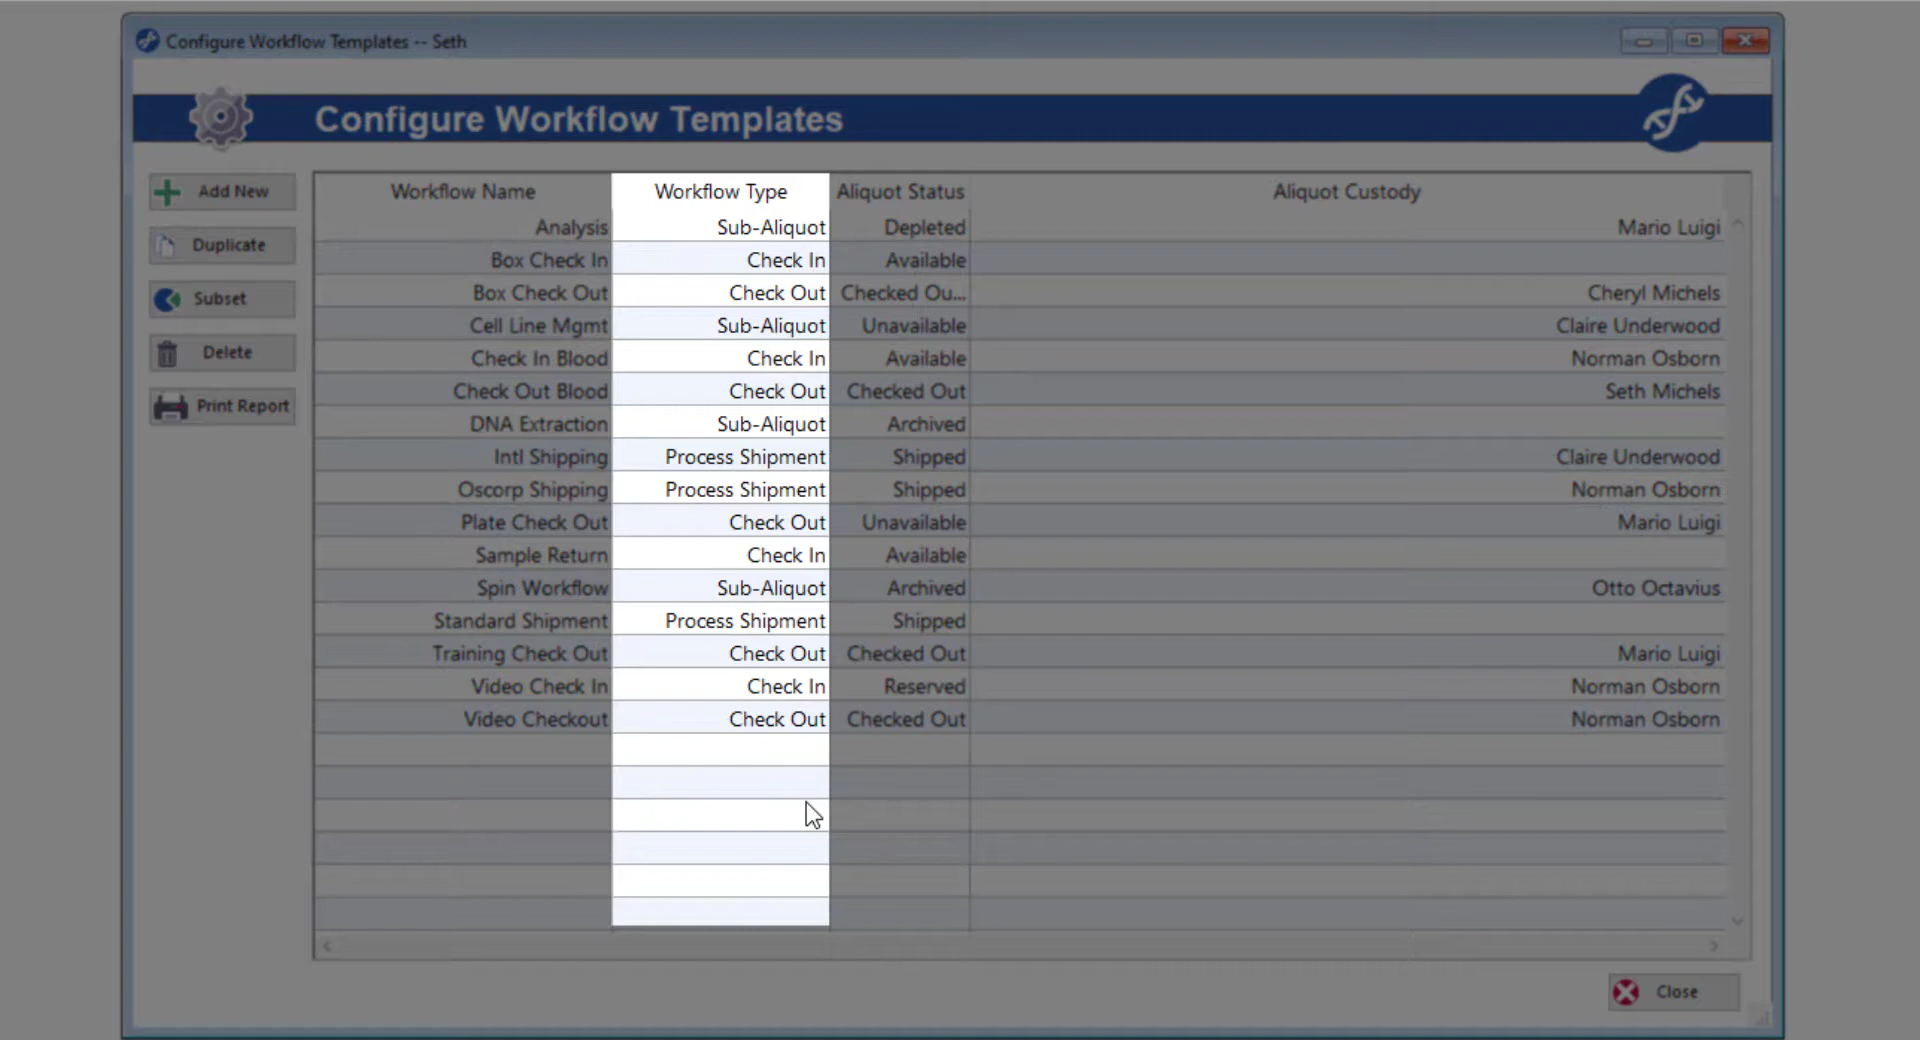 Configure Workflow Templates -- Seth
Configure Workflow Templates
Add New
Duplicate
Subset
Delete
Print Report
Workflow Name Workflow Type Aliquot Status Aliquot Custody
Analysis Sub-Aliquot Depleted Mario Luigi
Box Check In Check In Available
Box Check Out Check Out Checked Ou... Cheryl Michels
Cell Line Mgmt Sub-Aliquot Unavailable Claire Underwood
Check In Blood Check In Available Norman Osborn
Check Out Blood Check Out Checked Out Seth Michels
DNA Extraction Sub-Aliquot Archived
Intl Shipping Process Shipment Shipped Claire Underwood
Oscorp Shipping Process Shipment Shipped Norman Osborn
Plate Check Out Check Out Unavailable Mario Luigi
Sample Return Check In Available
Spin Workflow Sub-Aliquot Archived Otto Octavius
Standard Shipment Process Shipment Shipped
Training Check Out Check Out Checked Out Mario Luigi
Video Check In Check In Reserved Norman Osborn
Video Checkout Check Out Checked Out Norman Osborn
Close